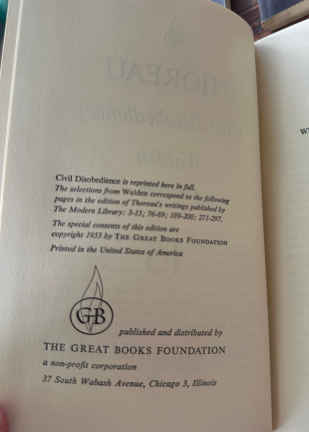 Civil Disobedience is reprinted here in full.
The selections from Walden correspond to the following
pages in the edition of Thoreau's writings published by
The Modern Library: 3-15; 76-89; 189-200; 271-297.
The special contents of this edition are
copyright 1955 by THE GREAT BOOKS FOUNDATION
Printed in the United States of America
GB
published and distributed by
THE GREAT BOOKS FOUNDATION
a non-profit corporation
37 South Wabash Avenue, Chicago 3, Illinois